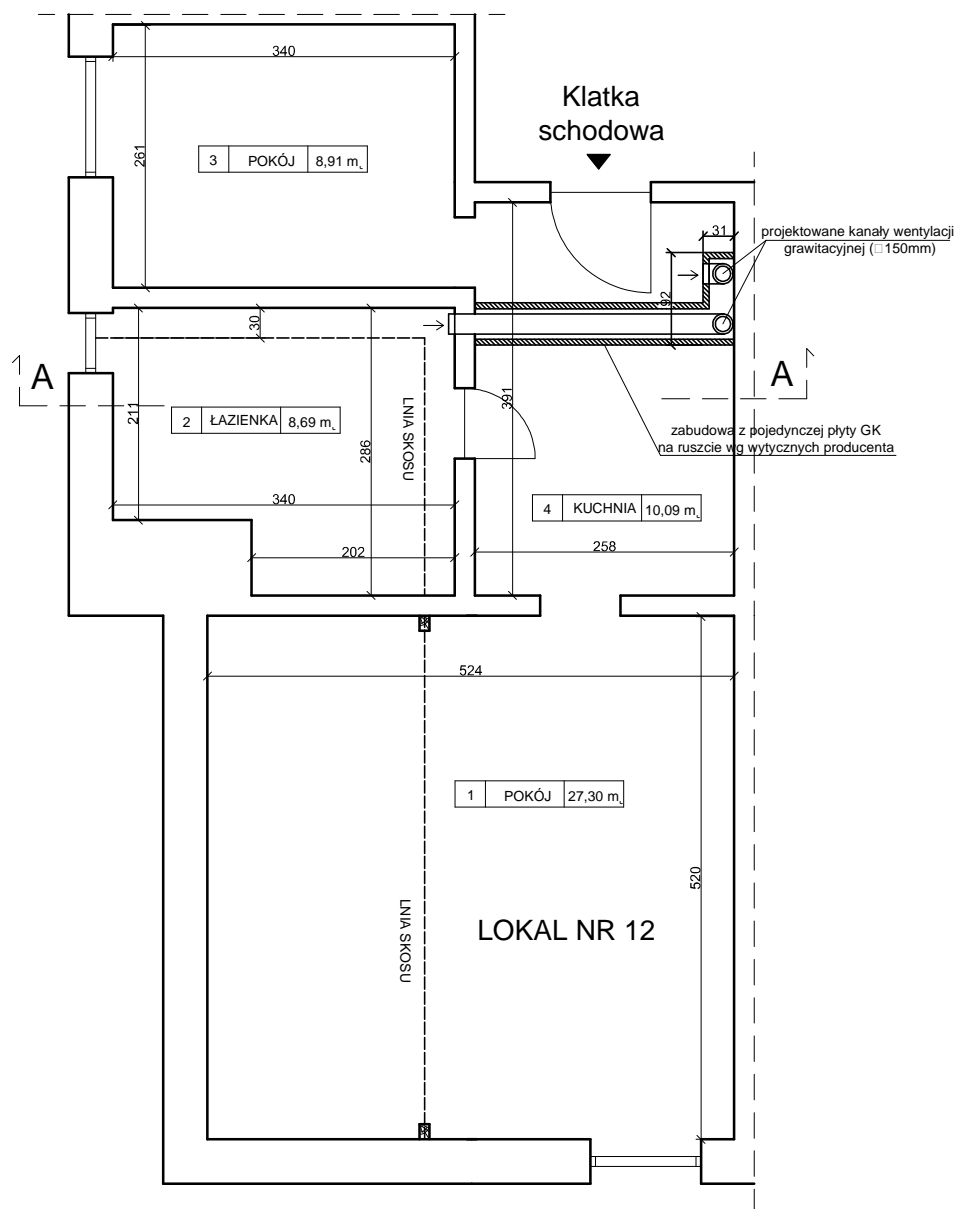 340
Klatka
schodowa
261
3 POKÓJ 8,91 m
31
projektowane kanały wentylacji
grawitacyjnej (□150mm)
92
30
A
A
211
2 ŁAZIENKA 8,69 m
LNIA SKOSU
391
286
zabudowa z pojedynczej płyty GK
na ruszcie wg wytycznych producenta
340
4 KUCHNIA 10,09 m
202
258
524
1 POKÓJ 27,30 m
520
LNIA SKOSU
LOKAL NR 12